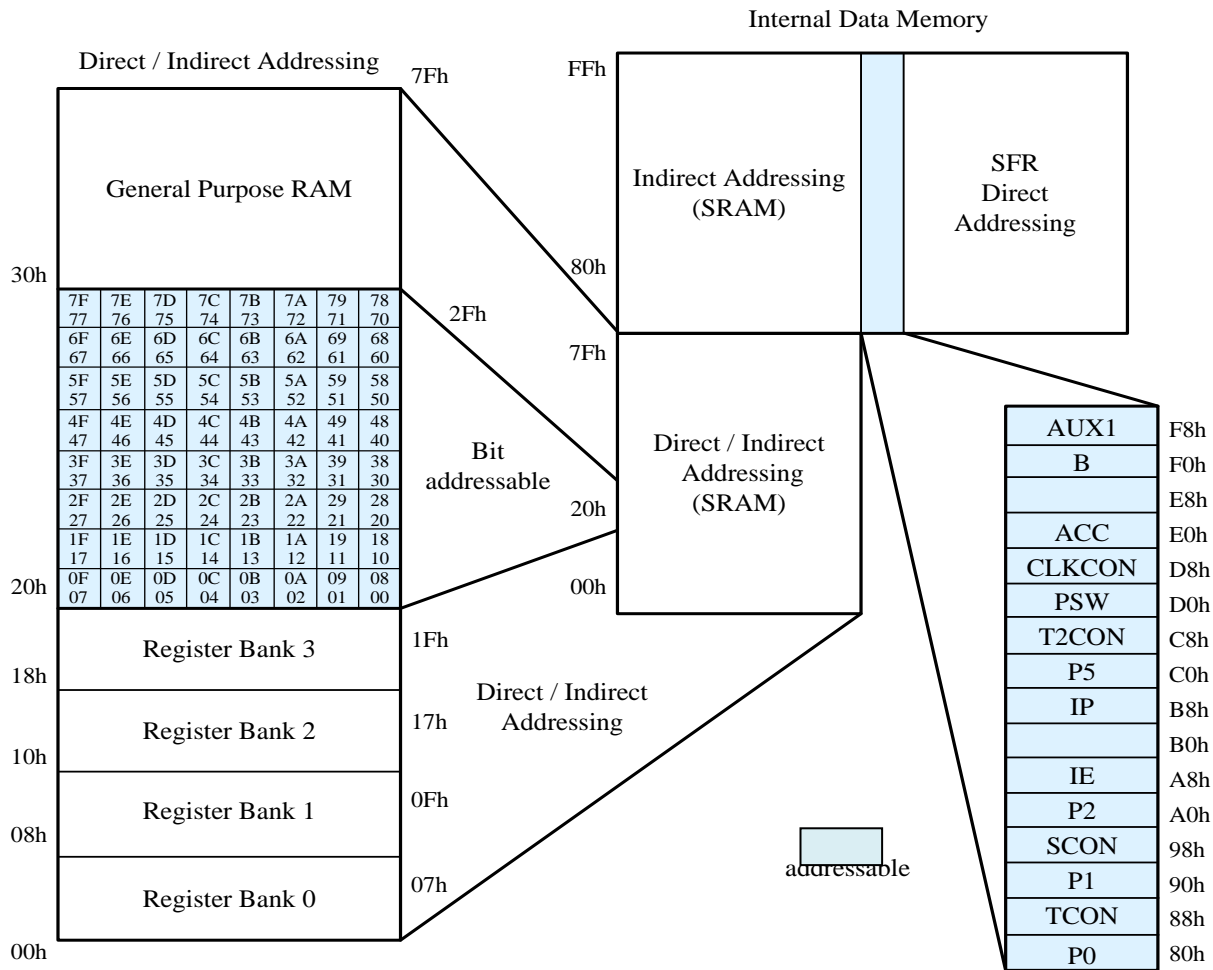 Internal Data Memory
Direct / Indirect Addressing
7Fh
General Purpose RAM
30h
7F 7E 7D 7C 7B 7A 79 78
77 76 75 74 73 72 71 70
6F 6E 6D 6C 6B 6A 69 68
67 66 65 64 63 62 61 60
5F 5E 5D 5C 5B 5A 59 58
57 56 55 54 53 52 51 50
4F 4E 4D 4C 4B 4A 49 48
47 46 45 44 43 42 41 40
3F 3E 3D 3C 3B 3A 39 38
37 36 35 34 33 32 31 30
2F 2E 2D 2C 2B 2A 29 28
27 26 25 24 23 22 21 20
1F 1E 1D 1C 1B 1A 19 18
17 16 15 14 13 12 11 10
0F 0E 0D 0C 0B 0A 09 08
07 06 05 04 03 02 01 00
20h
2Fh
Bit
addressable
Register Bank 3
1Fh
18h
Register Bank 2
17h
10h
Register Bank 1
0Fh
08h
Register Bank 0
07h
00h
Direct / Indirect
Addressing
FFh
Indirect Addressing
(SRAM)
80h
SFR
Direct
Addressing
7Fh
Direct / Indirect
Addressing
(SRAM)
20h
00h
addressable
AUX1 F8h
B F0h
E8h
ACC E0h
CLKCON D8h
PSW D0h
T2CON C8h
P5 C0h
IP B8h
B0h
IE A8h
P2 A0h
SCON 98h
P1 90h
TCON 88h
P0 80h